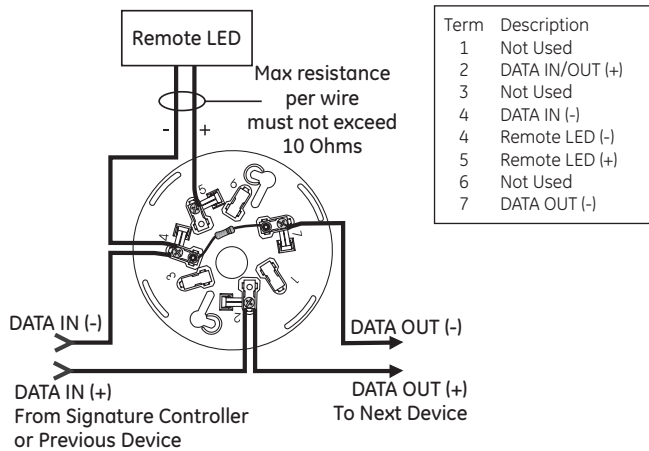 Remote LED
Max resistance
per wire
must not exceed
10 Ohms
- +
5
6
4
7
3
1
2
DATA IN (-)
DATA OUT (-)
DATA IN (+)
From Signature Controller
or Previous Device
DATA OUT (+)
To Next Device
Term Description
1 Not Used
2 DATA IN/OUT (+)
3 Not Used
4 DATA IN (-)
4 Remote LED (-)
5 Remote LED (+)
6 Not Used
7 DATA OUT (-)